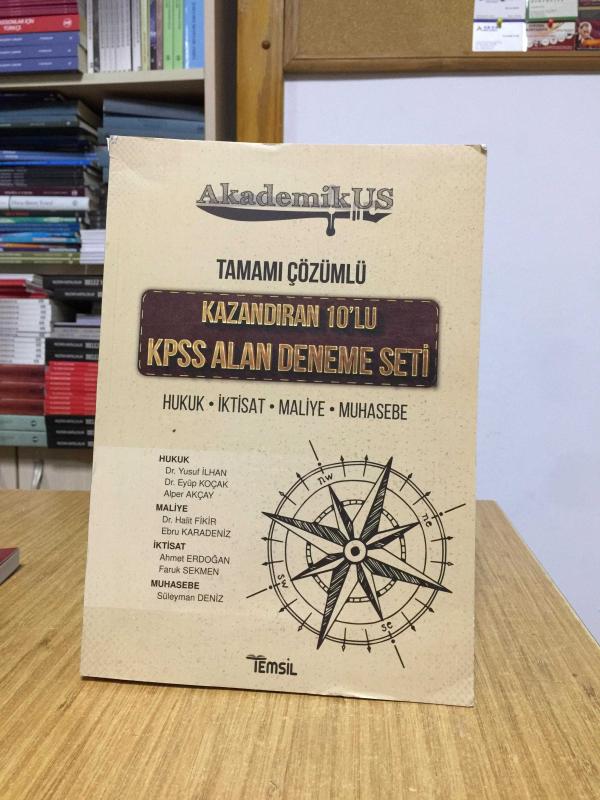 AkademikUS
TAMAMI ÇÖZÜMLÜ
KAZANDIRAN 10'LU
KPSS ALAN DENEME SETİ
HUKUK • İKTİSAT • MALİYE • MUHASEBE
HUKUK
Dr. Yusuf İLHAN
Dr. Eyüp KOÇAK
Alper AKÇAY
MALİYE
Dr. Halit FİKİR
Ebru KARADENİZ
İKTİSAT
Ahmet ERDOĞAN
Faruk SEKMEN
MUHASEBE
Süleyman DENİZ
nw
ne
sw
se
TEMSİL